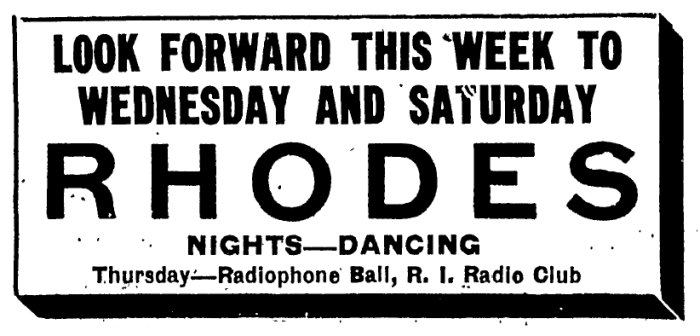 LOOK FORWARD THIS WEEK TO
WEDNESDAY AND SATURDAY
RHODES
NIGHTS—DANCING
Thursday—Radiophone Ball, R. I. Radio Club